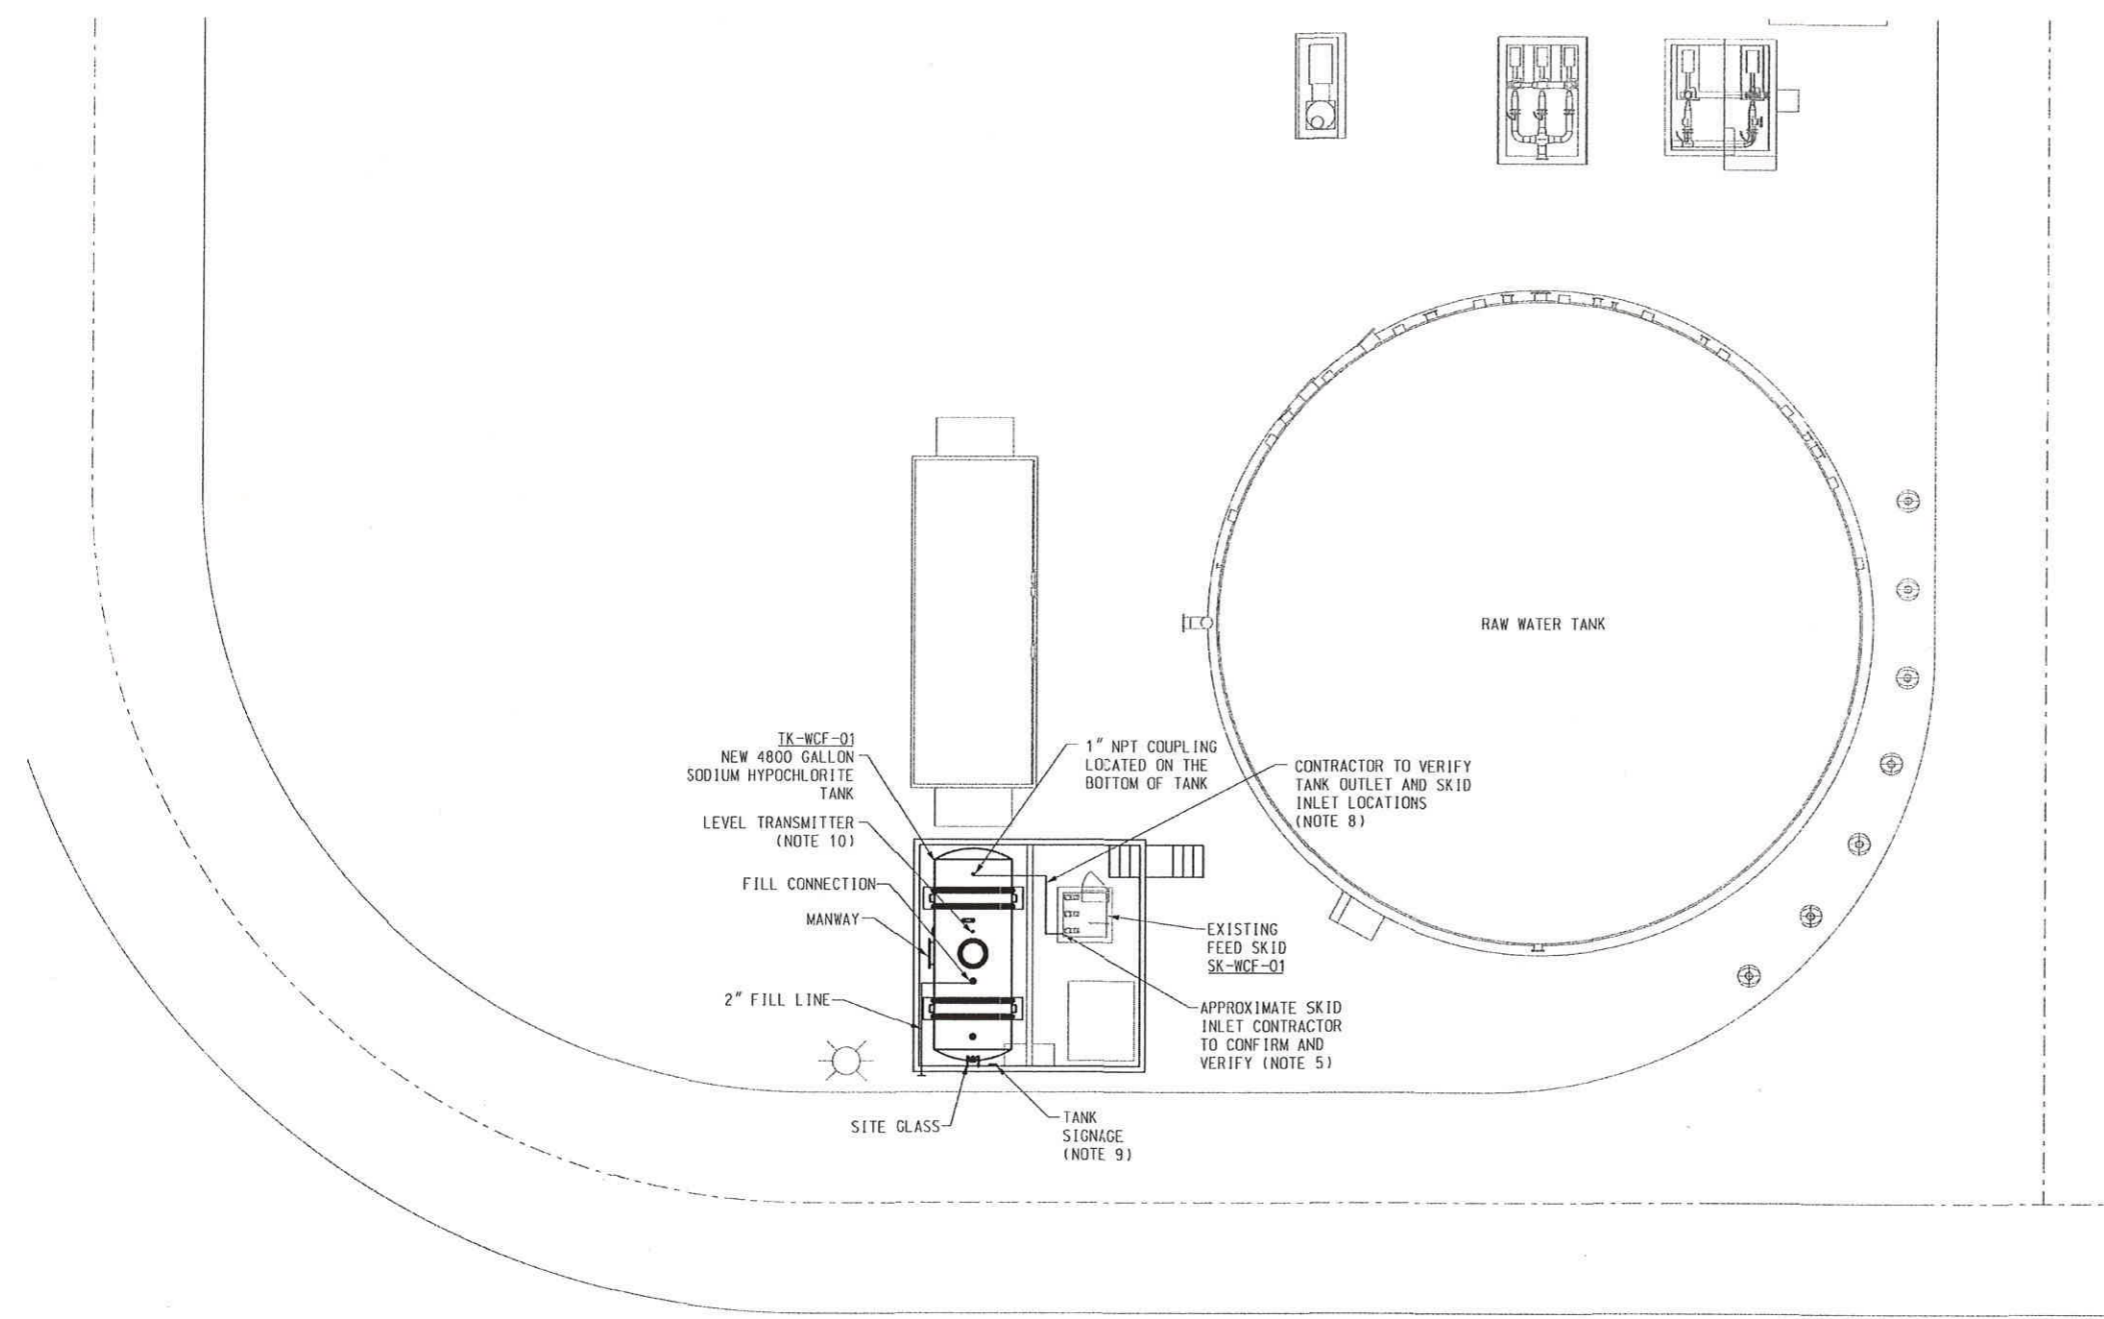 RAW WATER TANK
TK-WCF-01
NEW 4800 GALLON
SODIUM HYPOCHLORITE
TANK
LEVEL TRANSMITTER
(NOTE 10)
FILL CONNECTION
MANWAY
2" FILL LINE
SITE GLASS
TANK
SIGNAGE
(NOTE 9)
1" NPT COUPLING
LOCATED ON THE
BOTTOM OF TANK
CONTRACTOR TO VERIFY
TANK OUTLET AND SKID
INLET LOCATIONS
(NOTE 8)
EXISTING
FEED SKID
SK-WCF-01
APPROXIMATE SKID
INLET CONTRACTOR
TO CONFIRM AND
VERIFY (NOTE 5)